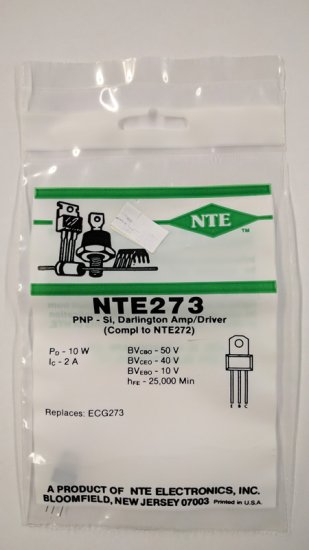 NTE™
NTE273
PNP - Si, Darlington Amp/Driver
(Compl to NTE272)
PD - 10 W
IC - 2 A
BVCBO - 50 V
BVCEO - 40 V
BVEBO - 10 V
hFE - 25,000 Min
E B C
Replaces: ECG273
A PRODUCT OF NTE ELECTRONICS, INC.
BLOOMFIELD, NEW JERSEY 07003 Printed in U.S.A.